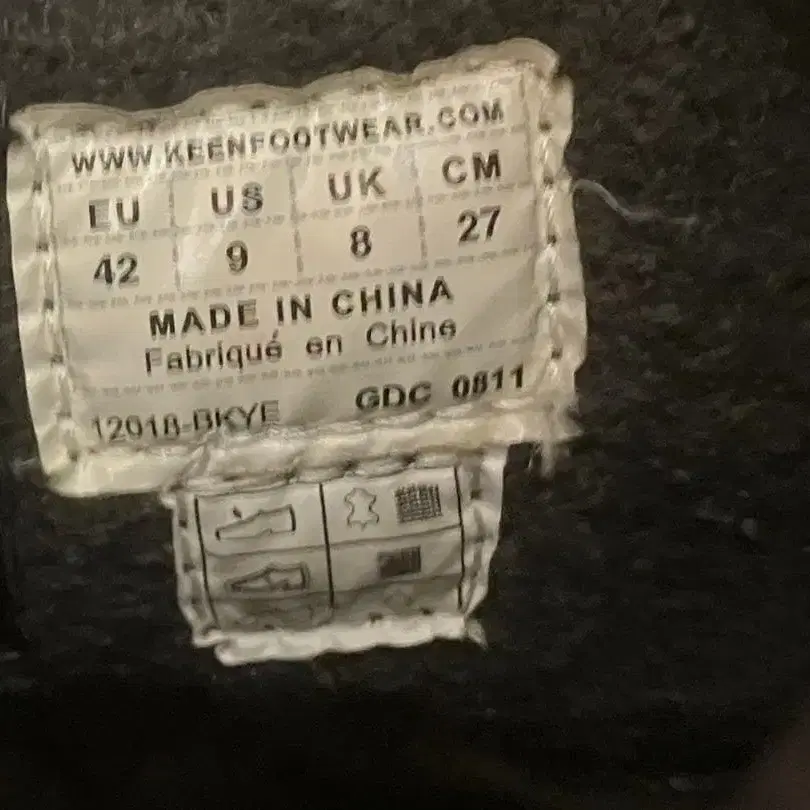 WWW.KEENFOOTWEAR.COM
EU US UK CM
42 9 8 27
MADE IN CHINA
Fabriqué en Chine
12018-BKYE GDC 0811